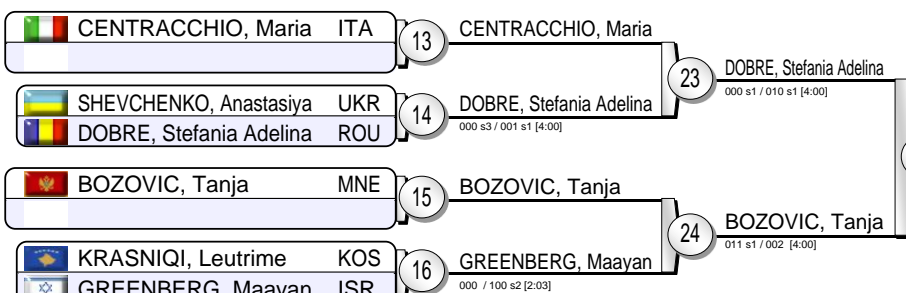 CENTRACCHIO, Maria ITA
13
CENTRACCHIO, Maria
SHEVCHENKO, Anastasiya UKR
DOBRE, Stefania Adelina ROU
14
DOBRE, Stefania Adelina
000 s3 / 001 s1 [4:00]
23
DOBRE, Stefania Adelina
000 s1 / 010 s1 [4:00]
BOZOVIC, Tanja MNE
15
BOZOVIC, Tanja
KRASNIQI, Leutrime KOS
GREENBERG, Maayan ISR
16
GREENBERG, Maayan
000 / 100 s2 [2:03]
24
BOZOVIC, Tanja
011 s1 / 002 [4:00]